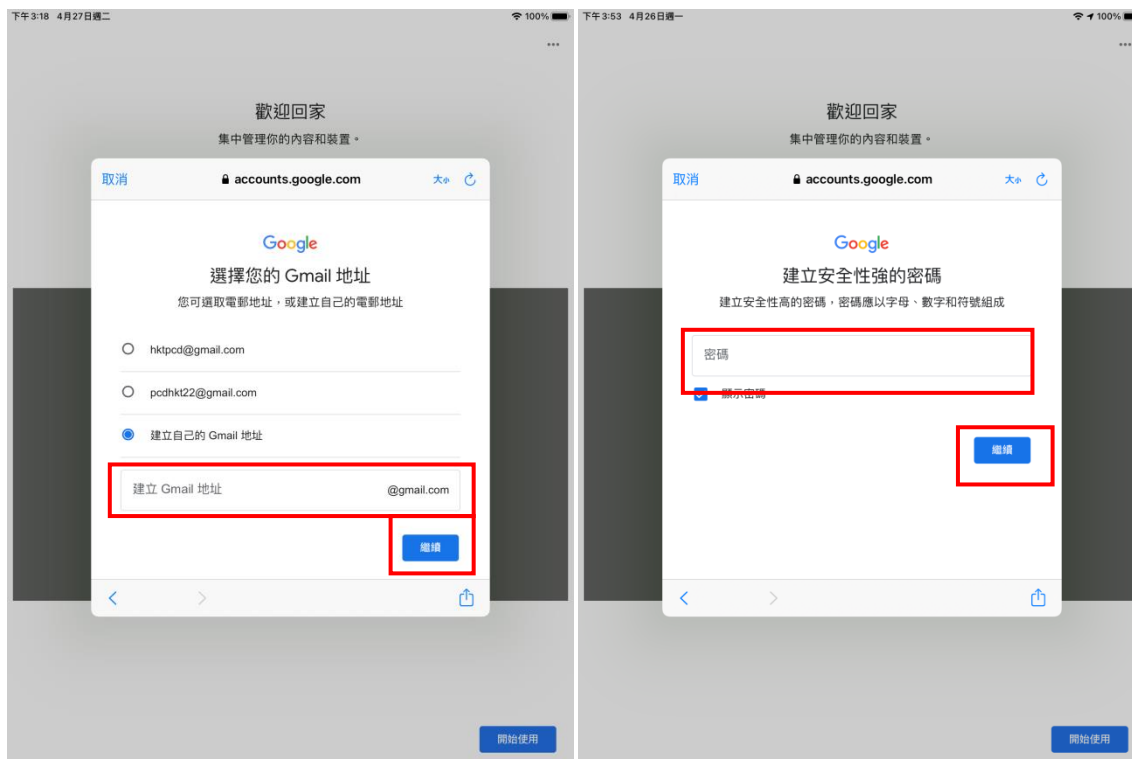 下午3:18 4月27日週二
100%
歡迎回家
集中管理你的內容和裝置。
取消
accounts.google.com
大小
Google
選擇您的 Gmail 地址
您可選取電郵地址，或建立自己的電郵地址
hktpcd@gmail.com
pcdhkt22@gmail.com
建立自己的 Gmail 地址
建立 Gmail 地址
@gmail.com
繼續
開始使用
下午3:53 4月26日週一
100%
歡迎回家
集中管理你的內容和裝置。
取消
accounts.google.com
大小
Google
建立安全性強的密碼
建立安全性高的密碼，密碼應以字母、數字和符號組成
密碼
顯示密碼
繼續
開始使用